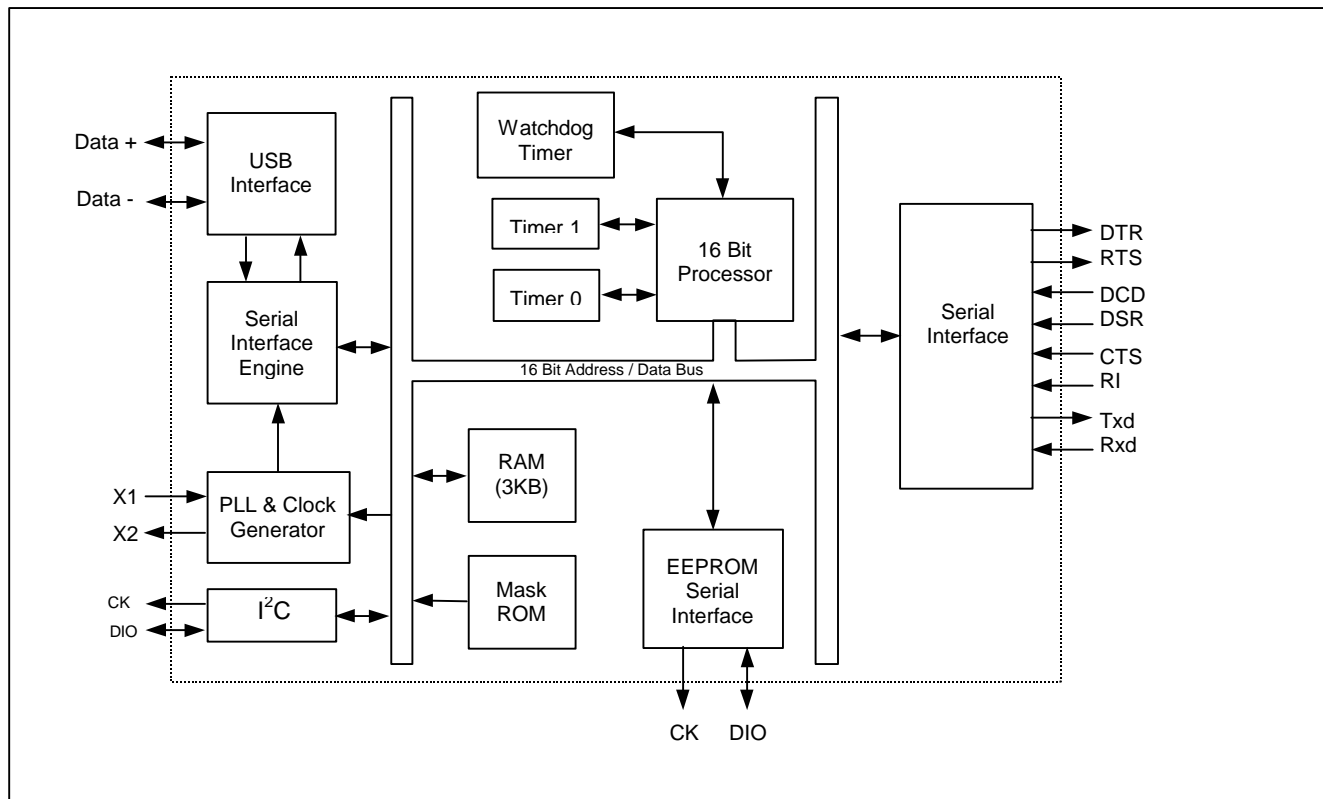 Data +
Data -
USB
Interface
Serial
Interface
Engine
X1
X2
PLL & Clock
Generator
CK
DIO
I²C
Watchdog
Timer
Timer 1
Timer 0
16 Bit
Processor
16 Bit Address / Data Bus
RAM
(3KB)
Mask
ROM
EEPROM
Serial
Interface
CK
DIO
Serial
Interface
DTR
RTS
DCD
DSR
CTS
RI
Txd
Rxd